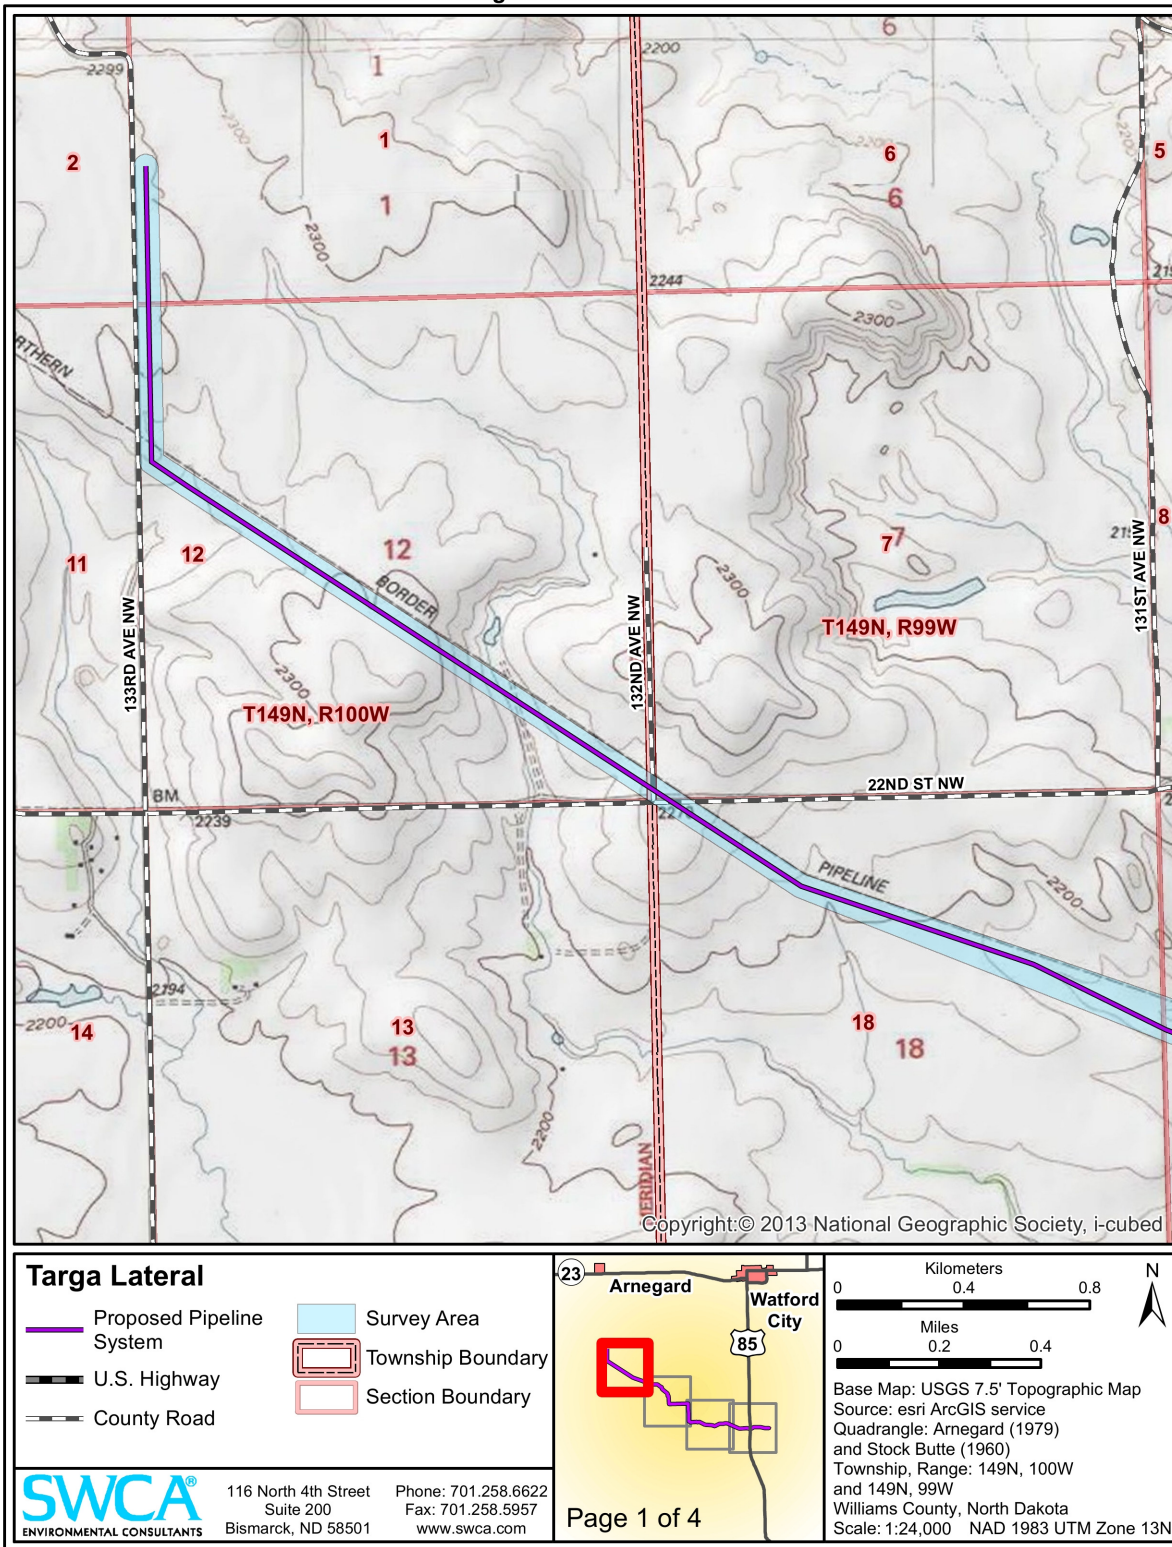 2299
1
2200
6
2300
2200
2
1
6
5
1
6
2300
2244
2300
RTHERN
12
12
11
7
7
8
2300
BORDER
133RD AVE NW
132ND AVE NW
131ST AVE NW
T149N, R99W
2300
T149N, R100W
22ND ST NW
BM
2239
2270
PIPELINE
2200
2194
2200
14
13
13
18
18
2200
ERIDIAN
Copyright:© 2013 National Geographic Society, i-cubed
Targa Lateral
Proposed Pipeline
System
U.S. Highway
County Road
Survey Area
Township Boundary
Section Boundary
SWCA®
ENVIRONMENTAL CONSULTANTS
116 North 4th Street
Suite 200
Bismarck, ND 58501
Phone: 701.258.6622
Fax: 701.258.5957
www.swca.com
23
Arnegard
Watford
City
85
Page 1 of 4
Kilometers
0 0.4 0.8
Miles
0 0.2 0.4
N
Base Map: USGS 7.5' Topographic Map
Source: esri ArcGIS service
Quadrangle: Arnegard (1979)
and Stock Butte (1960)
Township, Range: 149N, 100W
and 149N, 99W
Williams County, North Dakota
Scale: 1:24,000 NAD 1983 UTM Zone 13N